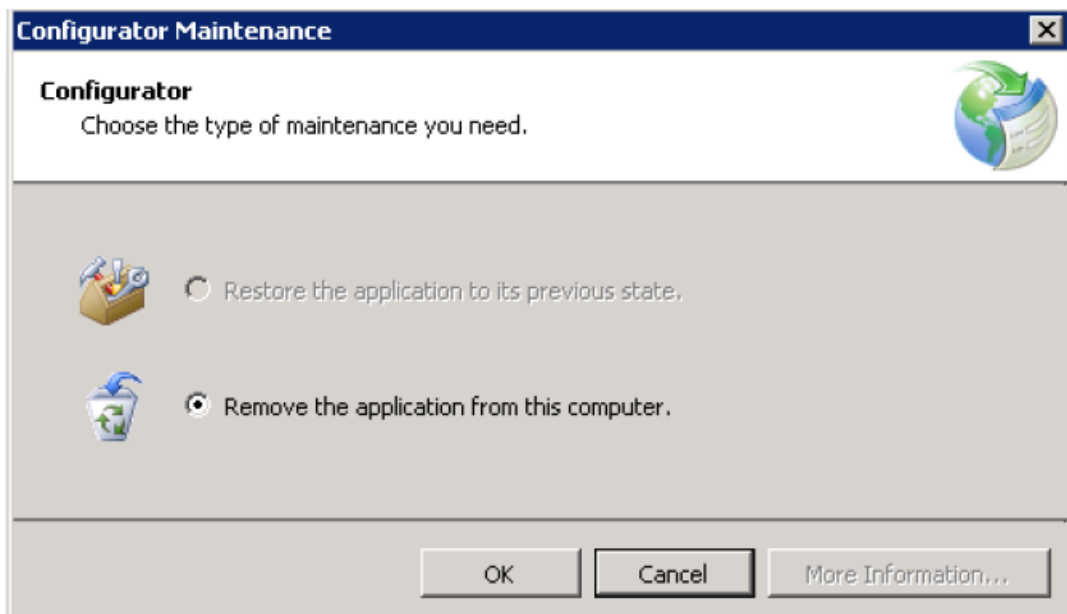 Configurator Maintenance
Configurator
Choose the type of maintenance you need.
Restore the application to its previous state.
Remove the application from this computer.
OK
Cancel
More Information...